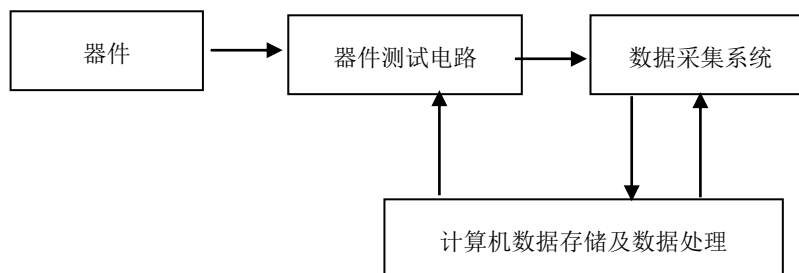 器件
器件测试电路
数据采集系统
计算机数据存储及数据处理